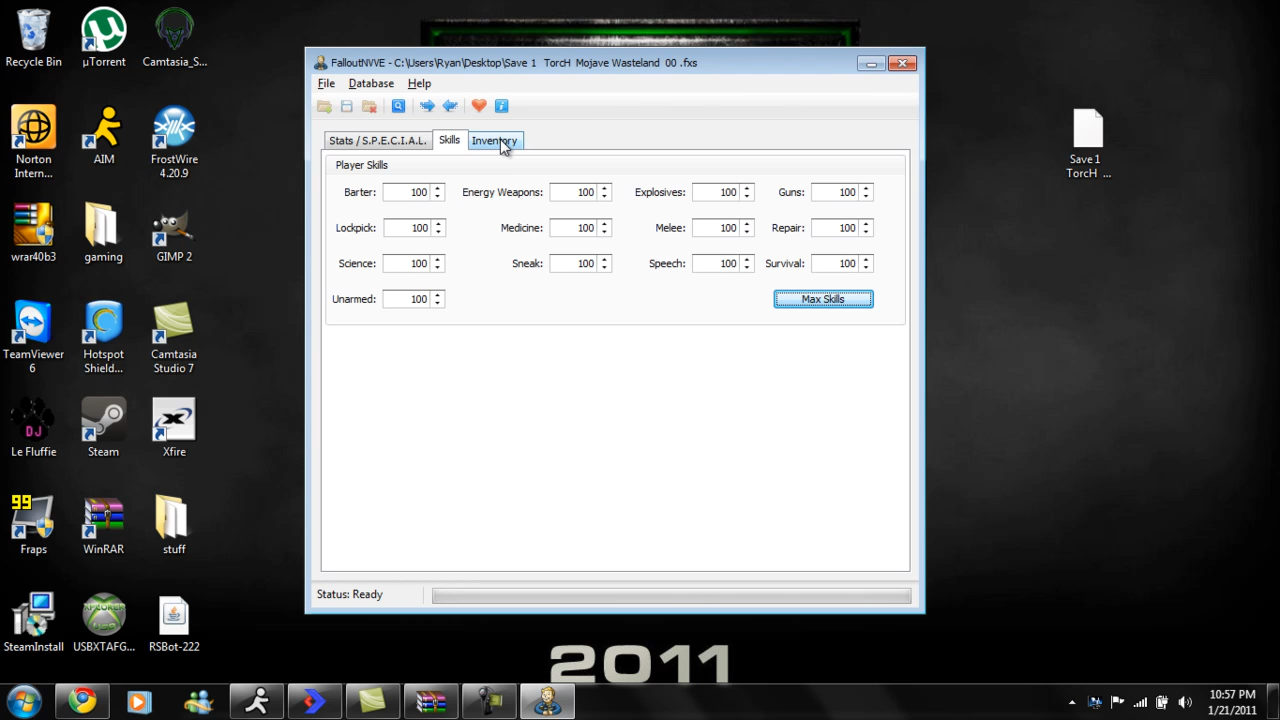 FalloutNVVE - C:\Users\Ryan\Desktop\Save 1 TorcH Mojave Wasteland 00 .fxs
File Database Help
Stats / S.P.E.C.I.A.L. Skills Inventory
Player Skills
Barter: 100 Energy Weapons: 100 Explosives: 100 Guns: 100
Lockpick: 100 Medicine: 100 Melee: 100 Repair: 100
Science: 100 Sneak: 100 Speech: 100 Survival: 100
Unarmed: 100 Max Skills
Status: Ready
Recycle Bin
µTorrent
Camtasia_S...
Norton
Intern...
AIM
FrostWire
4.20.9
wrar40b3
gaming
GIMP 2
TeamViewer
6
Hotspot
Shield...
Camtasia
Studio 7
DJ
Le Fluffie
Steam
Xfire
99
Fraps
WinRAR
stuff
SteamInstall
USBXTAFG...
RSBot-222
Save 1
TorcH ...
2011
10:57 PM
1/21/2011